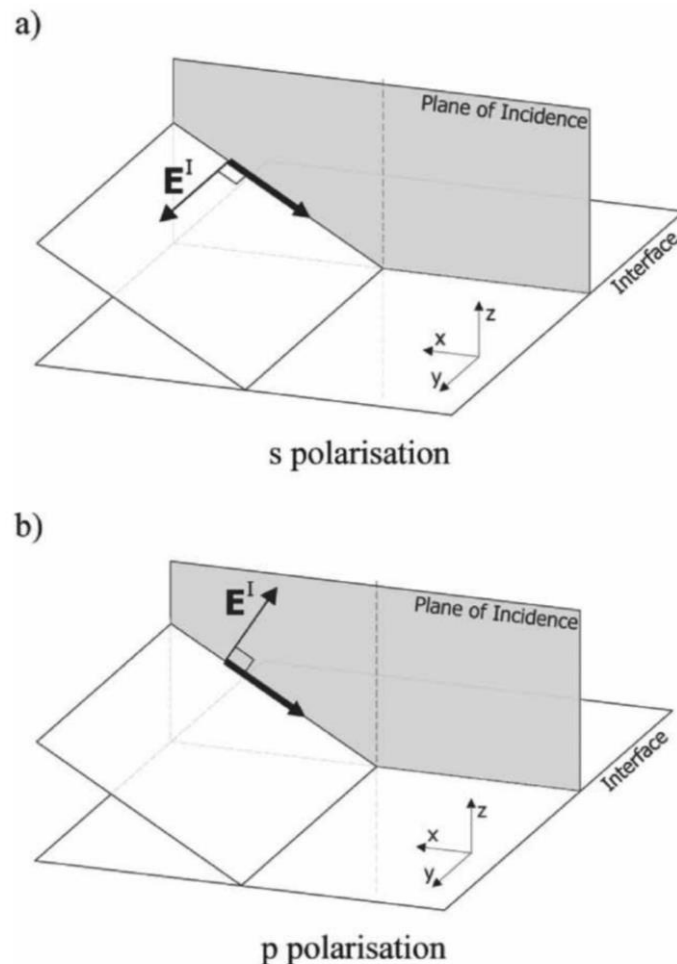 a)
Plane of Incidence
E^I
Interface
z
x
y
s polarisation
b)
E^I
Plane of Incidence
Interface
z
x
y
p polarisation